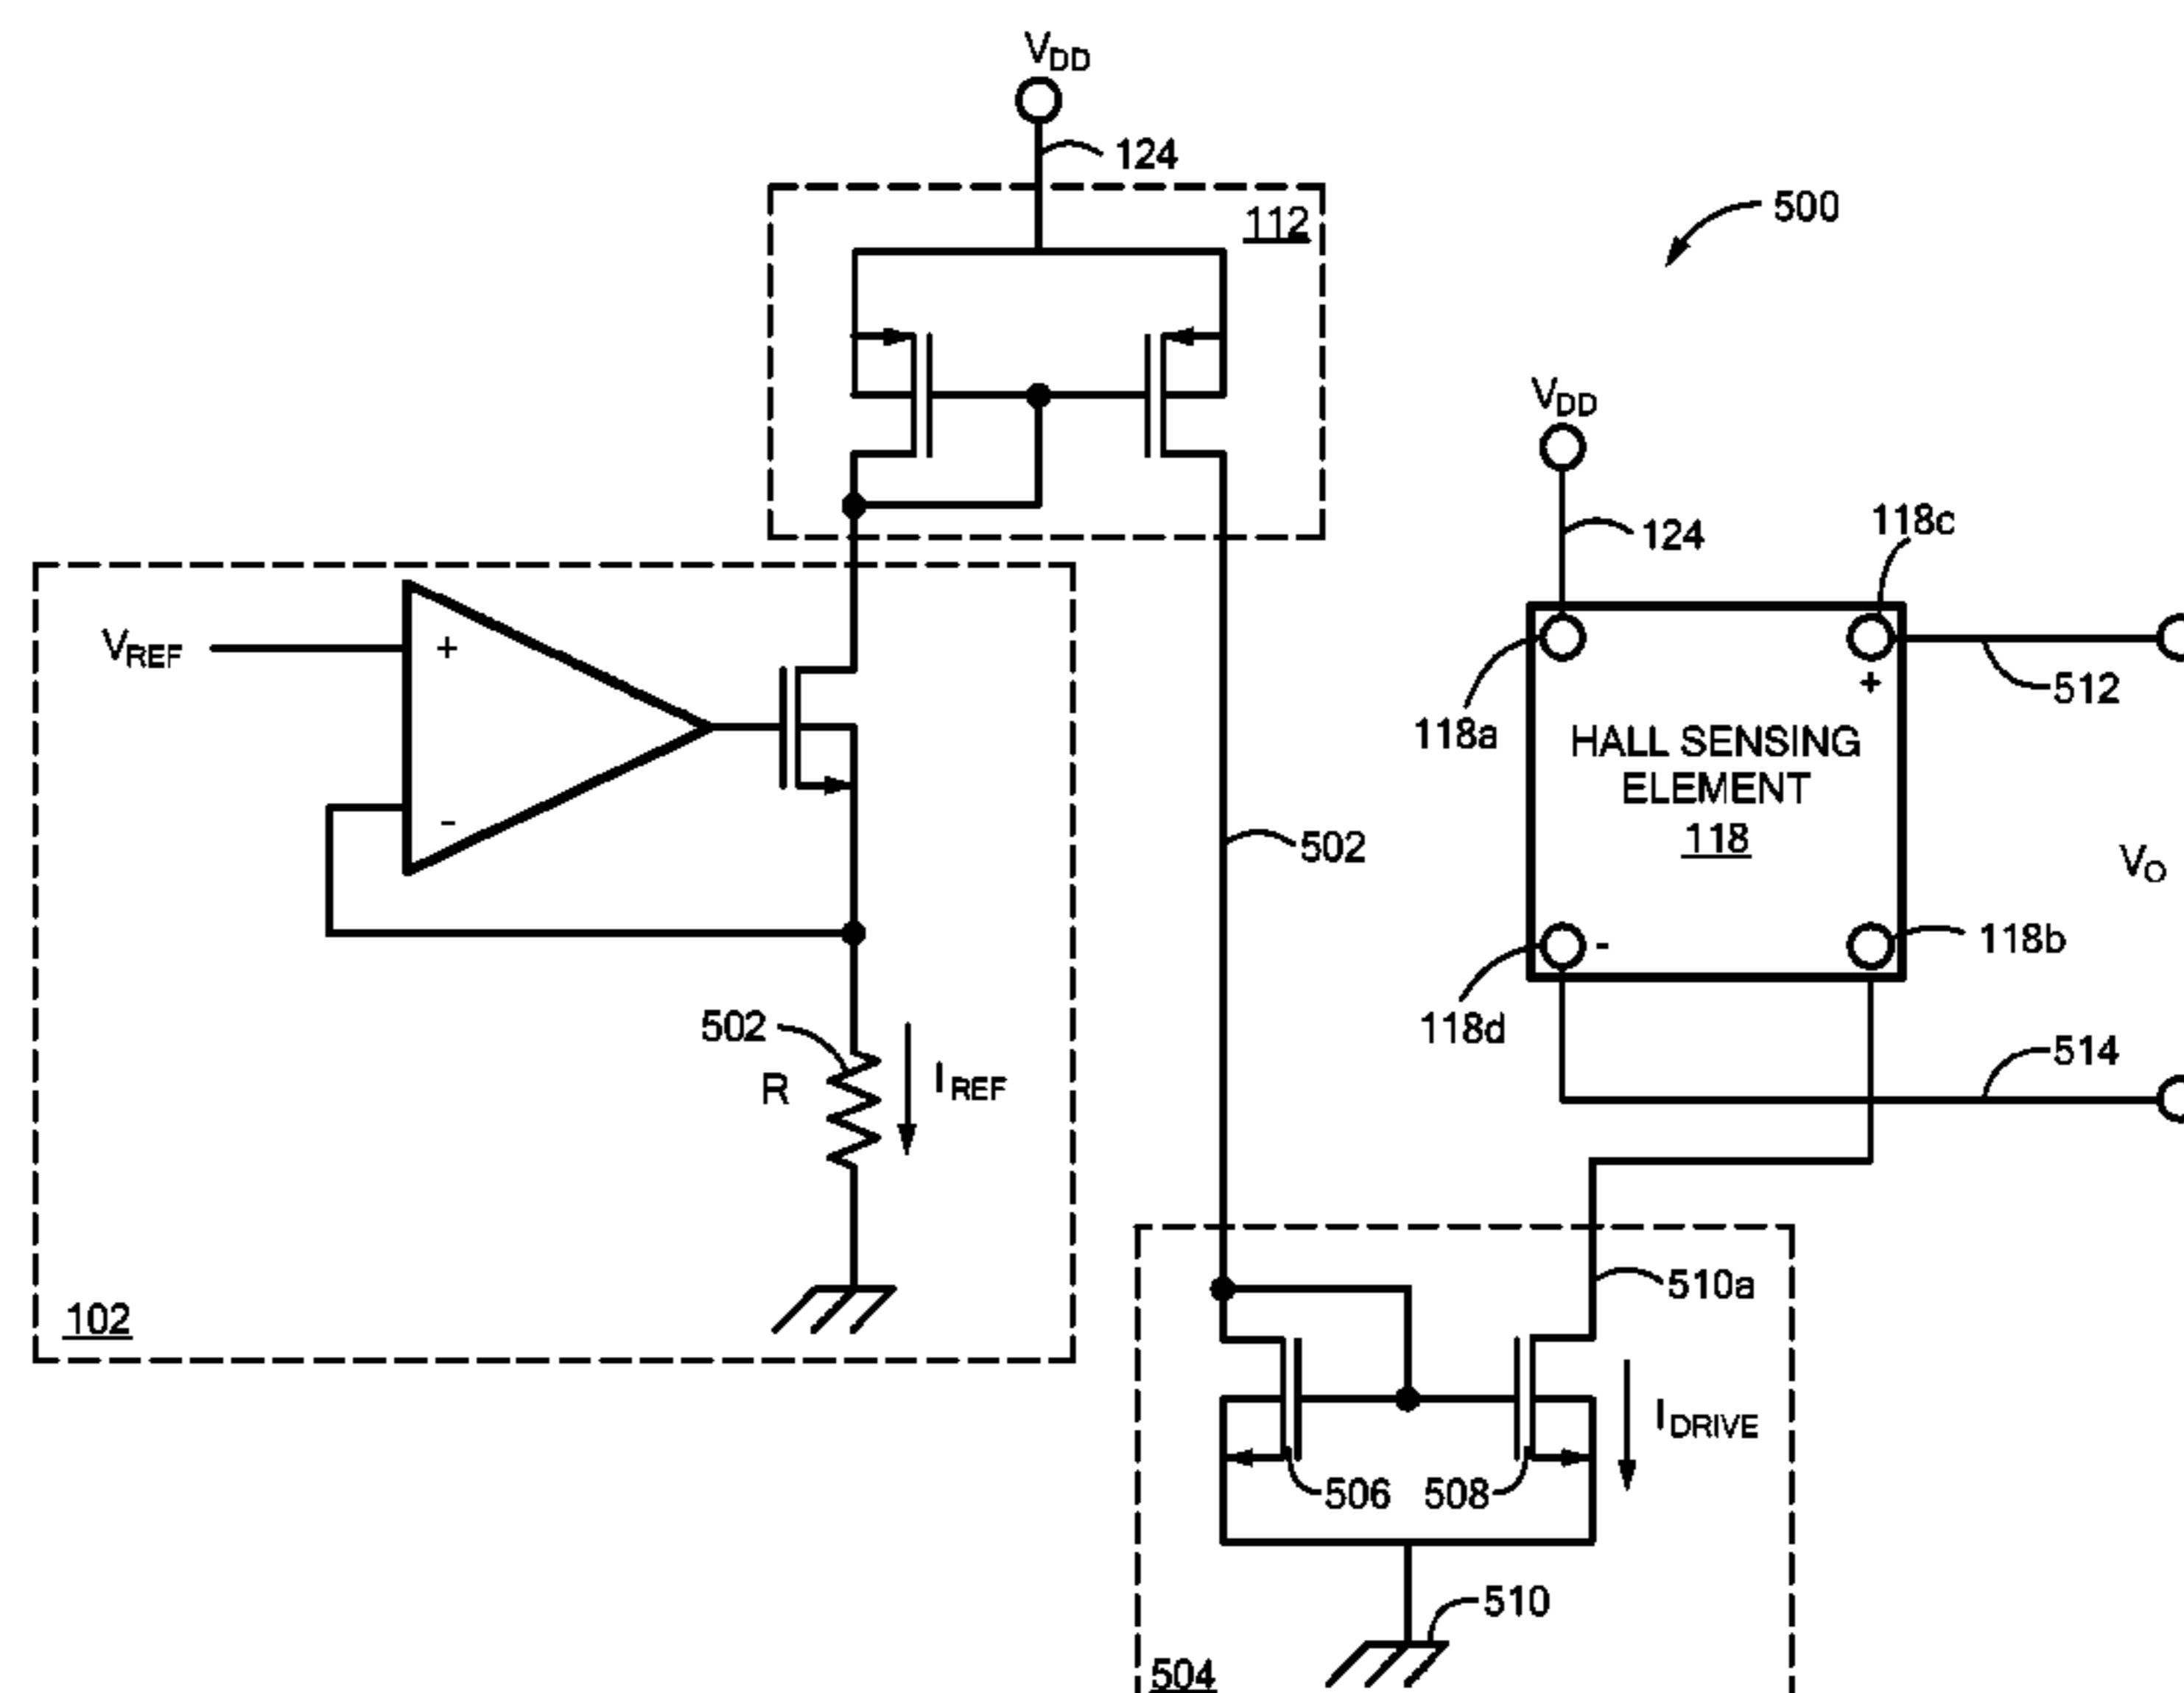 VDD
124
112
500
VDD
124
118c
VREF
+
-
+
512
118a
HALL SENSING
ELEMENT
118
VO
502
-
118b
118d
514
502
R
IREF
510a
102
IDRIVE
506
508
510
504